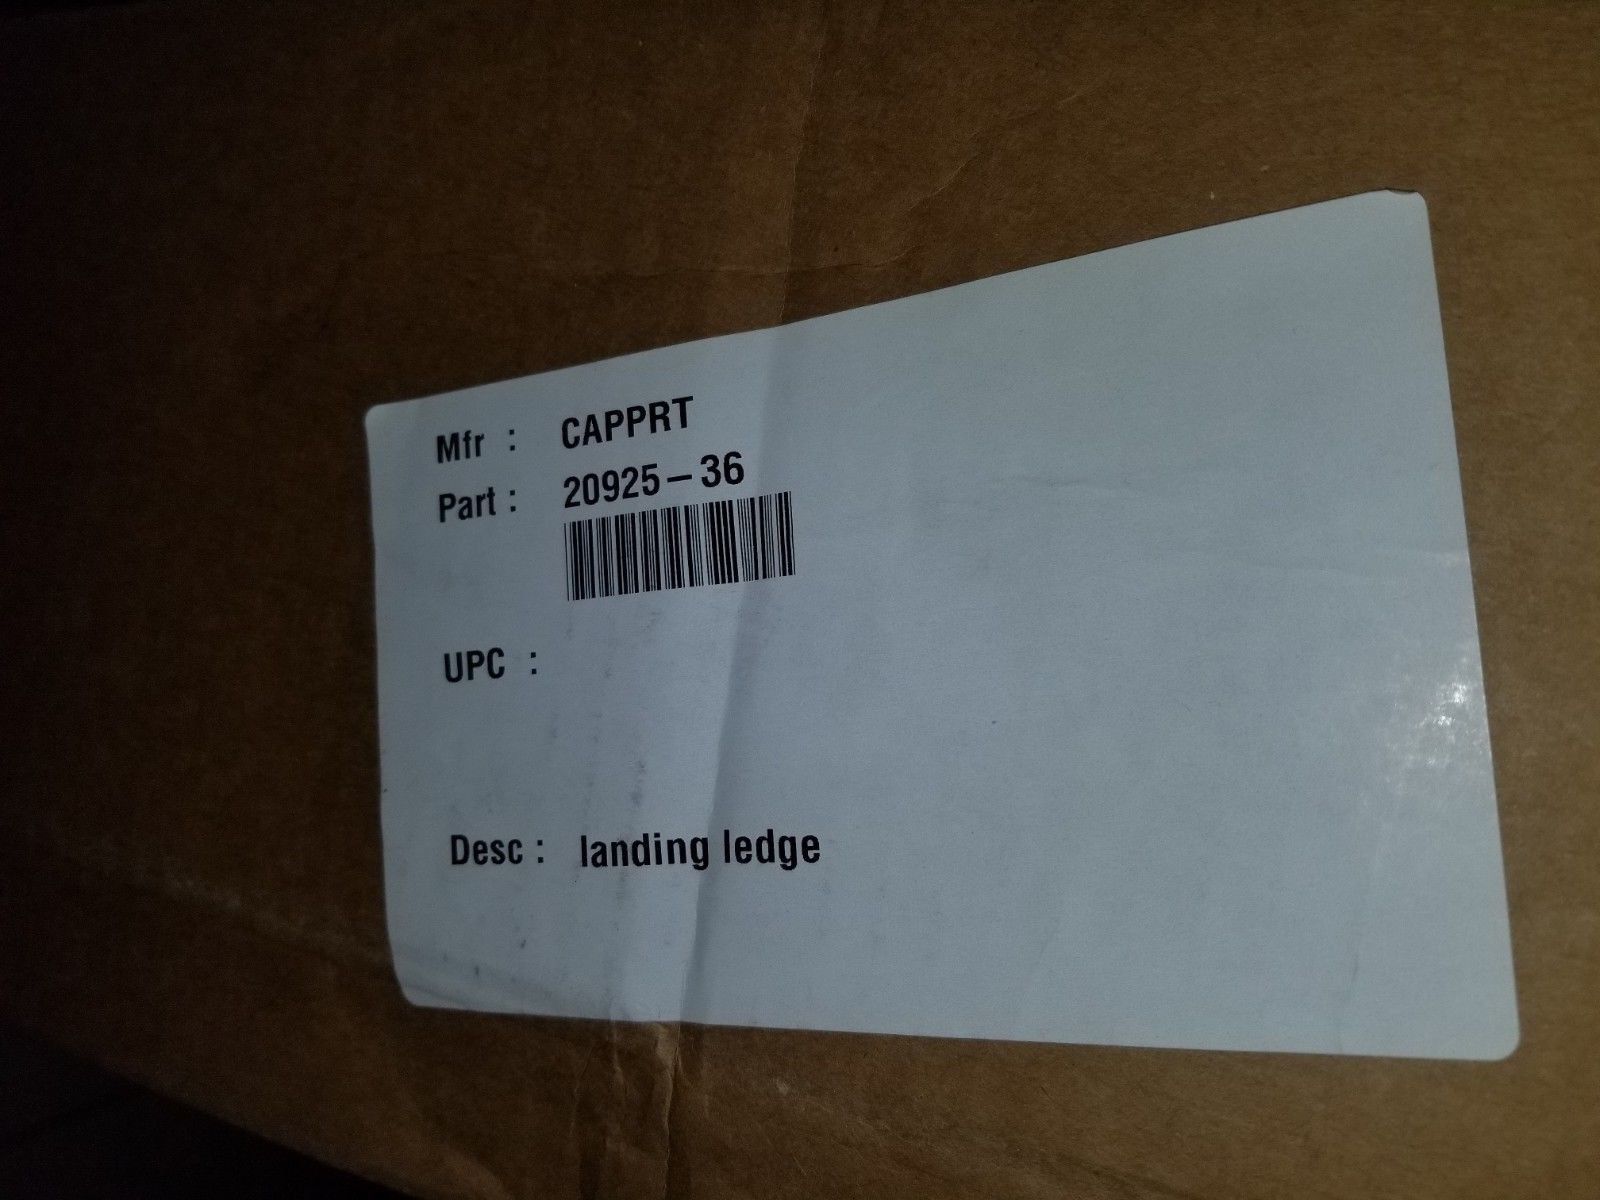 Mfr : CAPPRT
Part : 20925-36
UPC :
Desc : landing ledge